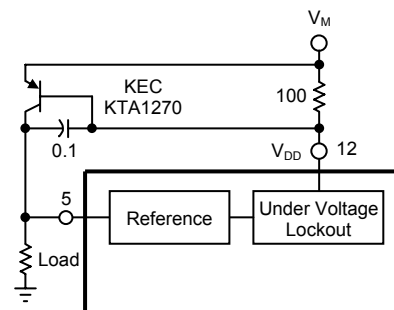 VM
KEC
KTA1270
100
0.1
VDD
12
5
Reference
Under Voltage
Lockout
Load